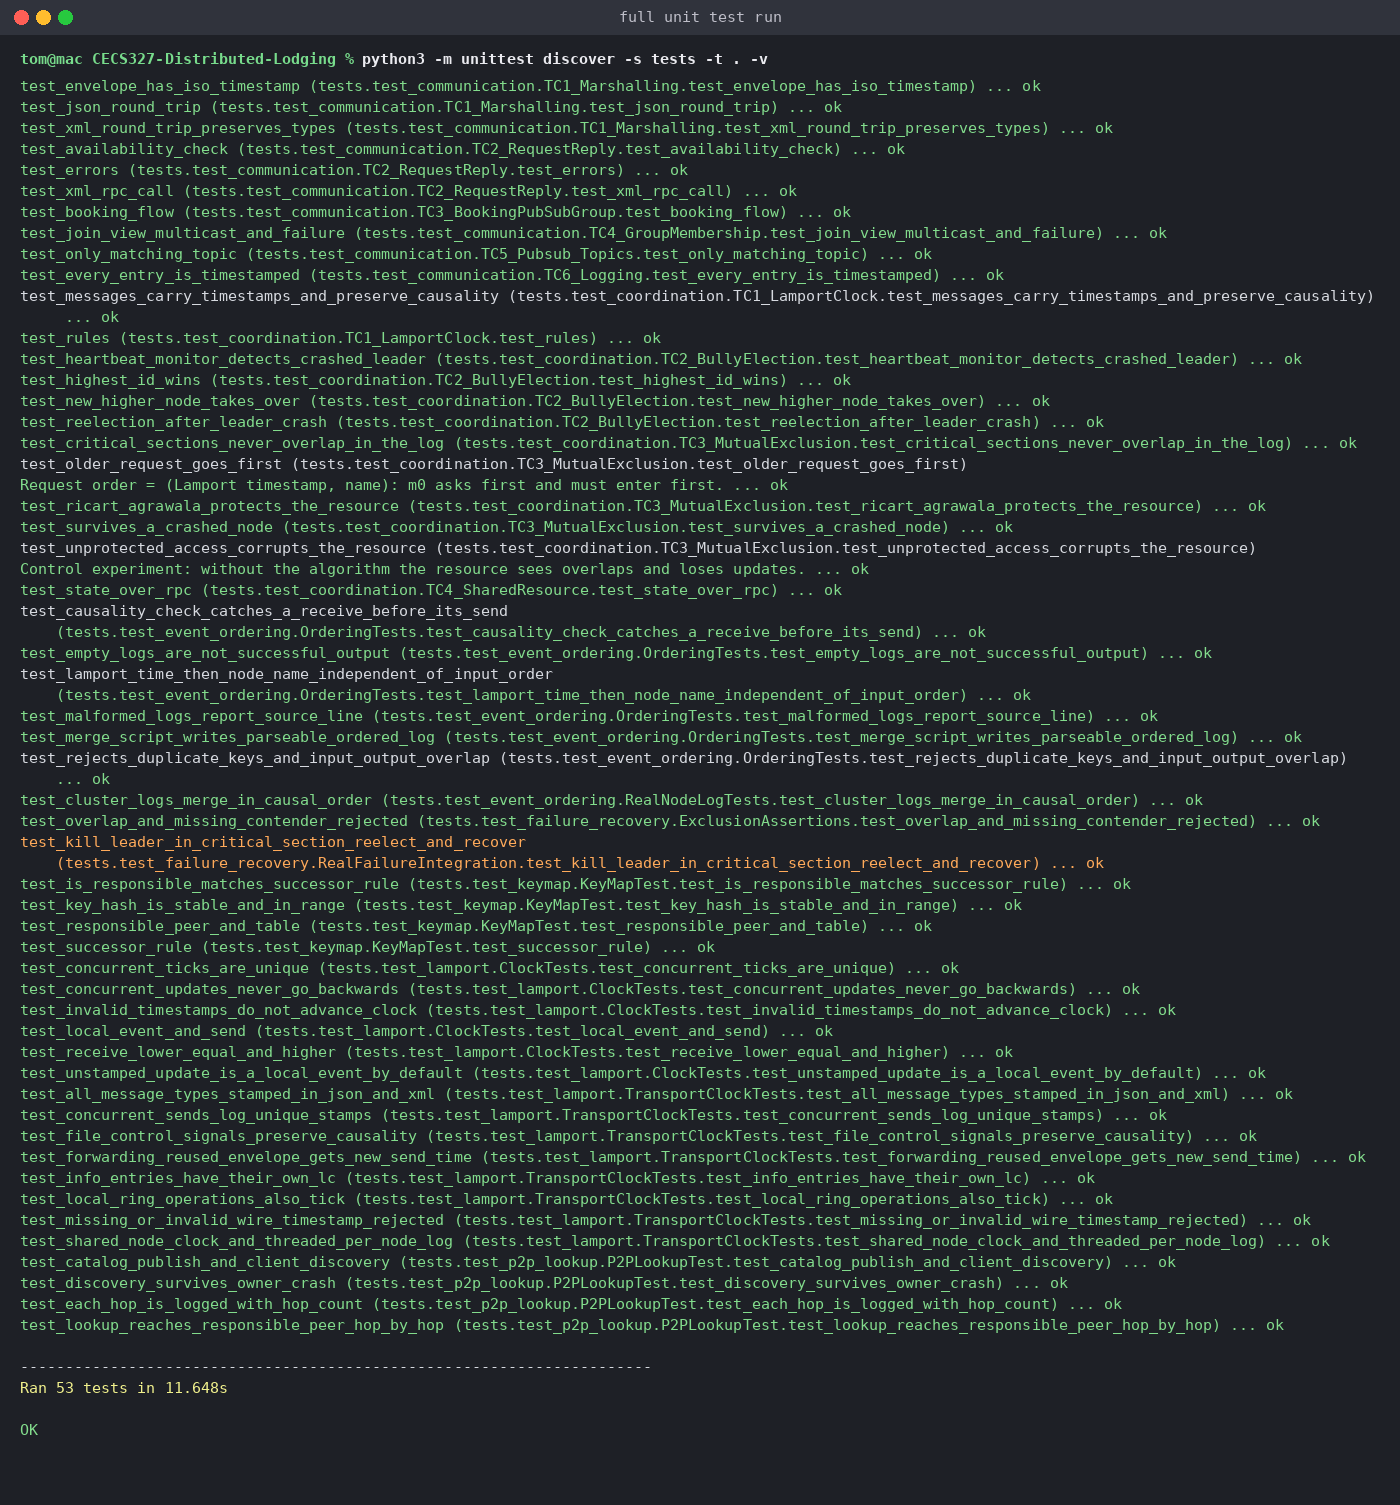 full unit test run
tom@mac CECS327-Distributed-Lodging % python3 -m unittest discover -s tests -t . -v
test_envelope_has_iso_timestamp (tests.test_communication.TC1_Marshalling.test_envelope_has_iso_timestamp) ... ok
test_json_round_trip (tests.test_communication.TC1_Marshalling.test_json_round_trip) ... ok
test_xml_round_trip_preserves_types (tests.test_communication.TC1_Marshalling.test_xml_round_trip_preserves_types) ... ok
test_availability_check (tests.test_communication.TC2_RequestReply.test_availability_check) ... ok
test_errors (tests.test_communication.TC2_RequestReply.test_errors) ... ok
test_xml_rpc_call (tests.test_communication.TC2_RequestReply.test_xml_rpc_call) ... ok
test_booking_flow (tests.test_communication.TC3_BookingPubSubGroup.test_booking_flow) ... ok
test_join_view_multicast_and_failure (tests.test_communication.TC4_GroupMembership.test_join_view_multicast_and_failure) ... ok
test_only_matching_topic (tests.test_communication.TC5_Pubsub_Topics.test_only_matching_topic) ... ok
test_every_entry_is_timestamped (tests.test_communication.TC6_Logging.test_every_entry_is_timestamped) ... ok
test_messages_carry_timestamps_and_preserve_causality (tests.test_coordination.TC1_LamportClock.test_messages_carry_timestamps_and_preserve_causality)
... ok
test_rules (tests.test_coordination.TC1_LamportClock.test_rules) ... ok
test_heartbeat_monitor_detects_crashed_leader (tests.test_coordination.TC2_BullyElection.test_heartbeat_monitor_detects_crashed_leader) ... ok
test_highest_id_wins (tests.test_coordination.TC2_BullyElection.test_highest_id_wins) ... ok
test_new_higher_node_takes_over (tests.test_coordination.TC2_BullyElection.test_new_higher_node_takes_over) ... ok
test_reelection_after_leader_crash (tests.test_coordination.TC2_BullyElection.test_reelection_after_leader_crash) ... ok
test_critical_sections_never_overlap_in_the_log (tests.test_coordination.TC3_MutualExclusion.test_critical_sections_never_overlap_in_the_log) ... ok
test_older_request_goes_first (tests.test_coordination.TC3_MutualExclusion.test_older_request_goes_first)
Request order = (Lamport timestamp, name): m0 asks first and must enter first. ... ok
test_ricart_agrawala_protects_the_resource (tests.test_coordination.TC3_MutualExclusion.test_ricart_agrawala_protects_the_resource) ... ok
test_survives_a_crashed_node (tests.test_coordination.TC3_MutualExclusion.test_survives_a_crashed_node) ... ok
test_unprotected_access_corrupts_the_resource (tests.test_coordination.TC3_MutualExclusion.test_unprotected_access_corrupts_the_resource)
Control experiment: without the algorithm the resource sees overlaps and loses updates. ... ok
test_state_over_rpc (tests.test_coordination.TC4_SharedResource.test_state_over_rpc) ... ok
test_causality_check_catches_a_receive_before_its_send
(tests.test_event_ordering.OrderingTests.test_causality_check_catches_a_receive_before_its_send) ... ok
test_empty_logs_are_not_successful_output (tests.test_event_ordering.OrderingTests.test_empty_logs_are_not_successful_output) ... ok
test_lamport_time_then_node_name_independent_of_input_order
(tests.test_event_ordering.OrderingTests.test_lamport_time_then_node_name_independent_of_input_order) ... ok
test_malformed_logs_report_source_line (tests.test_event_ordering.OrderingTests.test_malformed_logs_report_source_line) ... ok
test_merge_script_writes_parseable_ordered_log (tests.test_event_ordering.OrderingTests.test_merge_script_writes_parseable_ordered_log) ... ok
test_rejects_duplicate_keys_and_input_output_overlap (tests.test_event_ordering.OrderingTests.test_rejects_duplicate_keys_and_input_output_overlap)
... ok
test_cluster_logs_merge_in_causal_order (tests.test_event_ordering.RealNodeLogTests.test_cluster_logs_merge_in_causal_order) ... ok
test_overlap_and_missing_contender_rejected (tests.test_failure_recovery.ExclusionAssertions.test_overlap_and_missing_contender_rejected) ... ok
test_kill_leader_in_critical_section_reelect_and_recover
(tests.test_failure_recovery.RealFailureIntegration.test_kill_leader_in_critical_section_reelect_and_recover) ... ok
test_is_responsible_matches_successor_rule (tests.test_keymap.KeyMapTest.test_is_responsible_matches_successor_rule) ... ok
test_key_hash_is_stable_and_in_range (tests.test_keymap.KeyMapTest.test_key_hash_is_stable_and_in_range) ... ok
test_responsible_peer_and_table (tests.test_keymap.KeyMapTest.test_responsible_peer_and_table) ... ok
test_successor_rule (tests.test_keymap.KeyMapTest.test_successor_rule) ... ok
test_concurrent_ticks_are_unique (tests.test_lamport.ClockTests.test_concurrent_ticks_are_unique) ... ok
test_concurrent_updates_never_go_backwards (tests.test_lamport.ClockTests.test_concurrent_updates_never_go_backwards) ... ok
test_invalid_timestamps_do_not_advance_clock (tests.test_lamport.ClockTests.test_invalid_timestamps_do_not_advance_clock) ... ok
test_local_event_and_send (tests.test_lamport.ClockTests.test_local_event_and_send) ... ok
test_receive_lower_equal_and_higher (tests.test_lamport.ClockTests.test_receive_lower_equal_and_higher) ... ok
test_unstamped_update_is_a_local_event_by_default (tests.test_lamport.ClockTests.test_unstamped_update_is_a_local_event_by_default) ... ok
test_all_message_types_stamped_in_json_and_xml (tests.test_lamport.TransportClockTests.test_all_message_types_stamped_in_json_and_xml) ... ok
test_concurrent_sends_log_unique_stamps (tests.test_lamport.TransportClockTests.test_concurrent_sends_log_unique_stamps) ... ok
test_file_control_signals_preserve_causality (tests.test_lamport.TransportClockTests.test_file_control_signals_preserve_causality) ... ok
test_forwarding_reused_envelope_gets_new_send_time (tests.test_lamport.TransportClockTests.test_forwarding_reused_envelope_gets_new_send_time) ... ok
test_info_entries_have_their_own_lc (tests.test_lamport.TransportClockTests.test_info_entries_have_their_own_lc) ... ok
test_local_ring_operations_also_tick (tests.test_lamport.TransportClockTests.test_local_ring_operations_also_tick) ... ok
test_missing_or_invalid_wire_timestamp_rejected (tests.test_lamport.TransportClockTests.test_missing_or_invalid_wire_timestamp_rejected) ... ok
test_shared_node_clock_and_threaded_per_node_log (tests.test_lamport.TransportClockTests.test_shared_node_clock_and_threaded_per_node_log) ... ok
test_catalog_publish_and_client_discovery (tests.test_p2p_lookup.P2PLookupTest.test_catalog_publish_and_client_discovery) ... ok
test_discovery_survives_owner_crash (tests.test_p2p_lookup.P2PLookupTest.test_discovery_survives_owner_crash) ... ok
test_each_hop_is_logged_with_hop_count (tests.test_p2p_lookup.P2PLookupTest.test_each_hop_is_logged_with_hop_count) ... ok
test_lookup_reaches_responsible_peer_hop_by_hop (tests.test_p2p_lookup.P2PLookupTest.test_lookup_reaches_responsible_peer_hop_by_hop) ... ok
----------------------------------------------------------------------
Ran 53 tests in 11.648s
OK